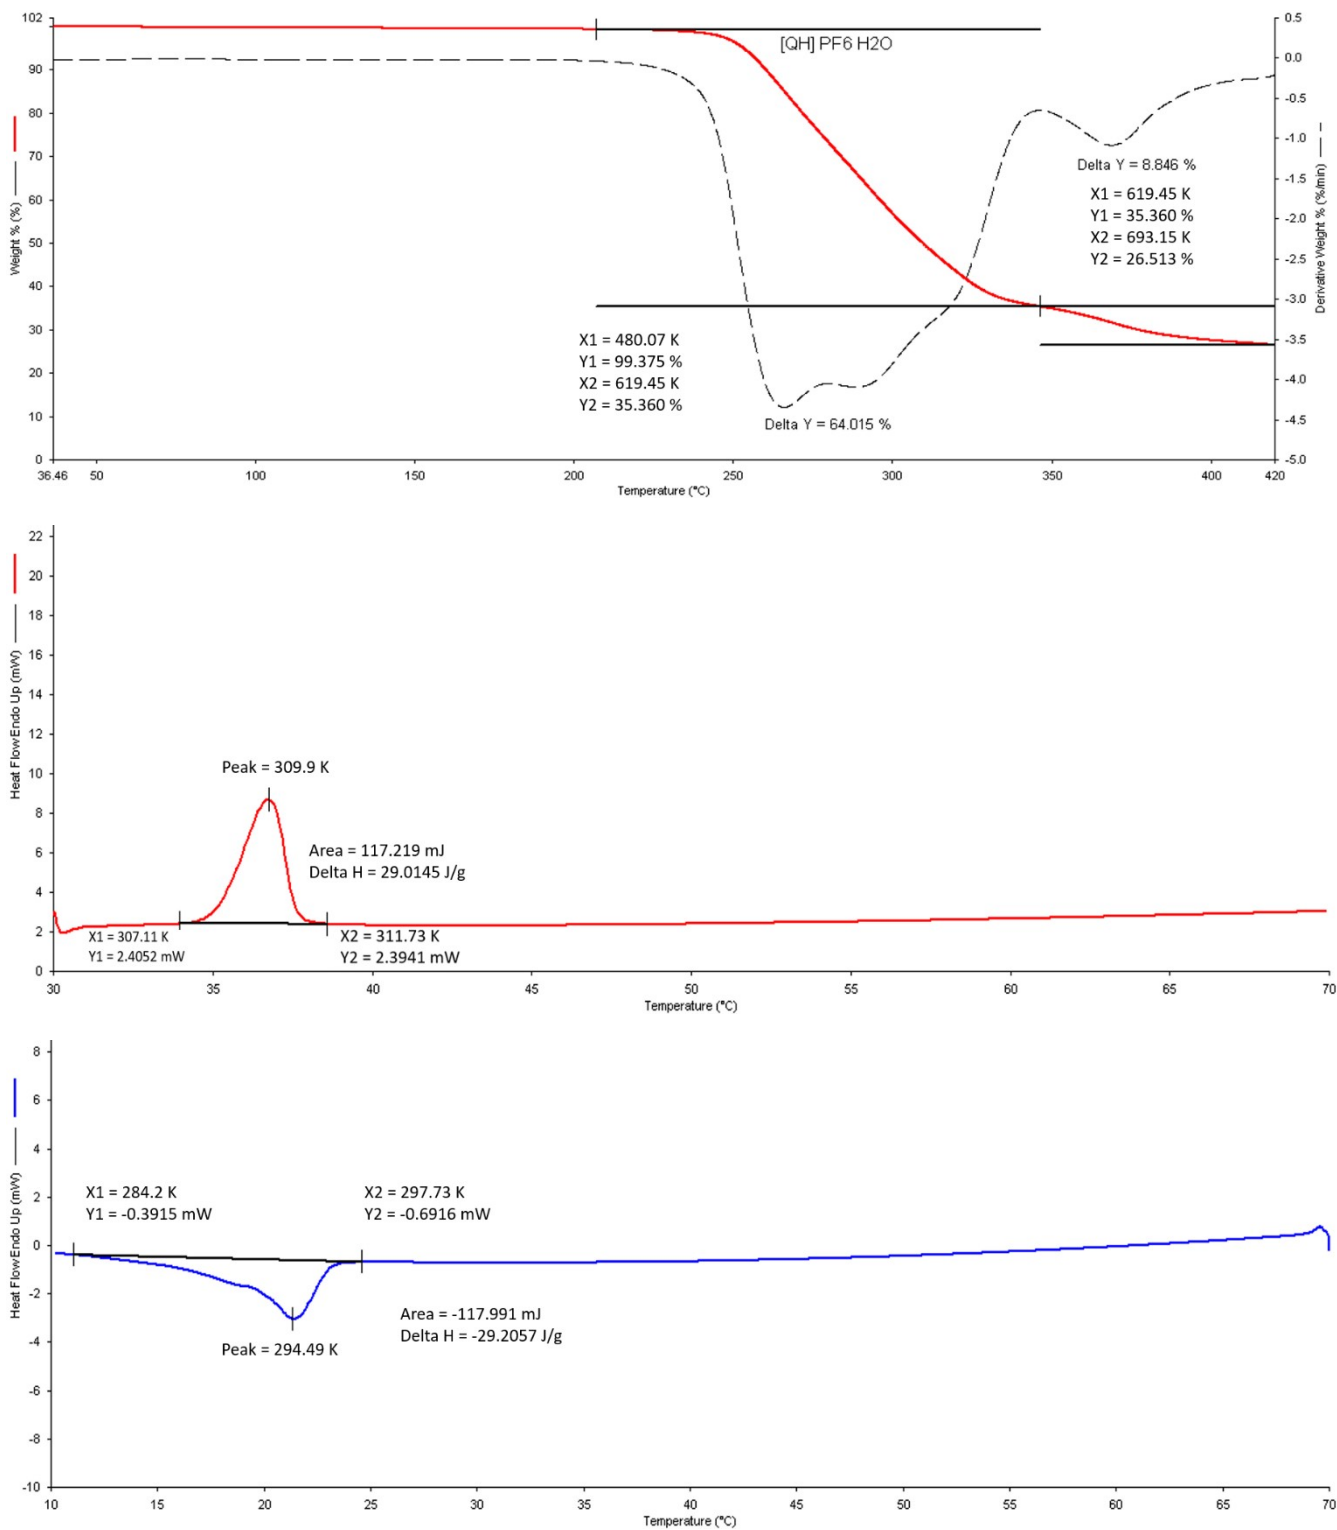 102
90
80
70
60
50
40
30
20
10
0
Weight % (%)
0.5
0.0
-0.5
-1.0
-1.5
-2.0
-2.5
-3.0
-3.5
-4.0
-4.5
-5.0
Derivative Weight % (%/min)
[QH] PF6 H2O
Delta Y = 8.846 %
X1 = 619.45 K
Y1 = 35.360 %
X2 = 693.15 K
Y2 = 26.513 %
X1 = 480.07 K
Y1 = 99.375 %
X2 = 619.45 K
Y2 = 35.360 %
Delta Y = 64.015 %
36.46 50 100 150 200 250 300 350 400 420
Temperature (°C)
22
20
18
16
14
12
10
8
6
4
2
0
Heat Flow Endo Up (mW)
Peak = 309.9 K
Area = 117.219 mJ
Delta H = 29.0145 J/g
X1 = 307.11 K
Y1 = 2.4052 mW
X2 = 311.73 K
Y2 = 2.3941 mW
30 35 40 45 50 55 60 65 70
Temperature (°C)
8
6
4
2
0
-2
-4
-6
-8
-10
Heat Flow Endo Up (mW)
X1 = 284.2 K
Y1 = -0.3915 mW
X2 = 297.73 K
Y2 = -0.6916 mW
Area = -117.991 mJ
Delta H = -29.2057 J/g
Peak = 294.49 K
10 15 20 25 30 35 40 45 50 55 60 65 70
Temperature (°C)